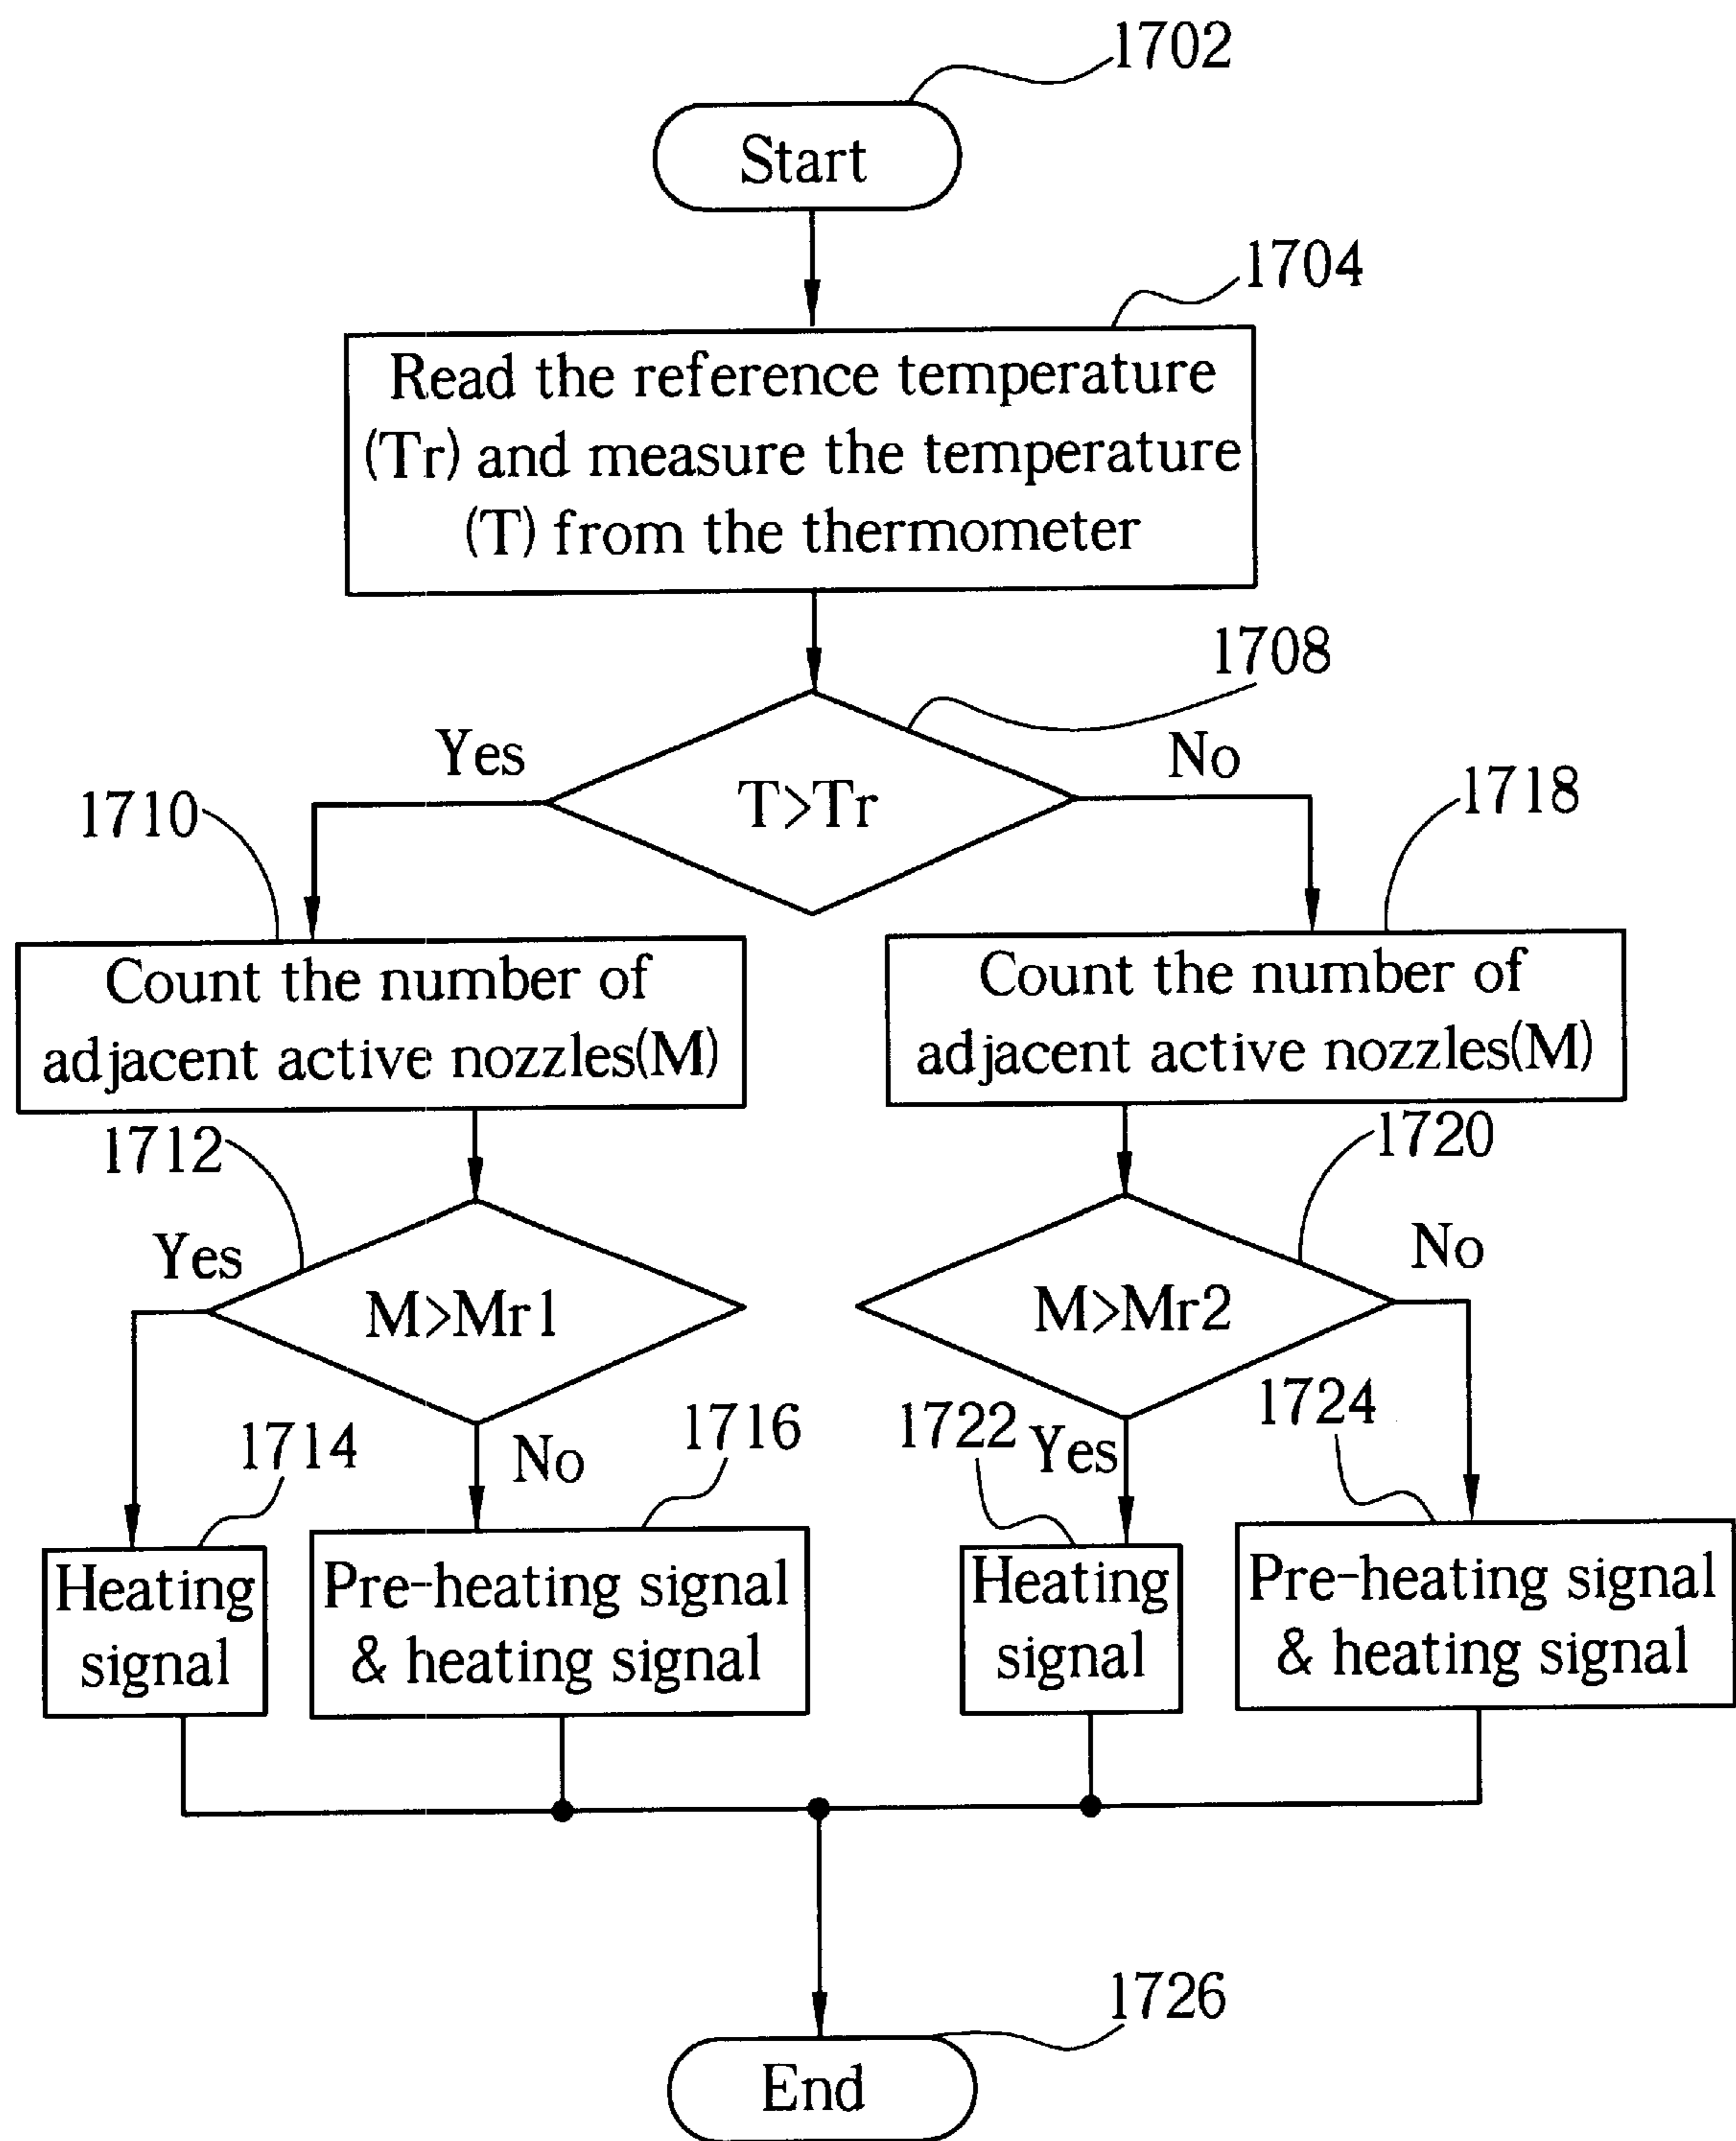 1702
Start
1704
Read the reference temperature
(Tr) and measure the temperature
(T) from the thermometer
1708
Yes
T>Tr
No
1710
1718
Count the number of
adjacent active nozzles(M)
Count the number of
adjacent active nozzles(M)
1712
1720
Yes
M>Mr1
No
M>Mr2
No
Yes
1714
1716
1722
1724
Heating
signal
Pre-heating signal
& heating signal
Heating
signal
Pre-heating signal
& heating signal
1726
End